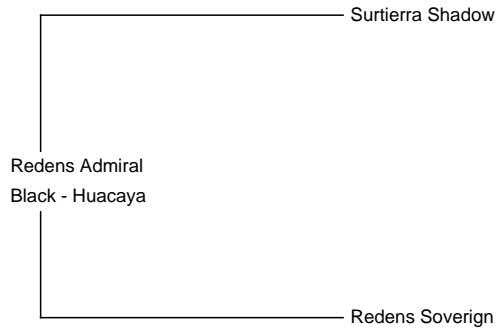 Surtierra Shadow
Redens Admiral
Black - Huacaya
Redens Soverign